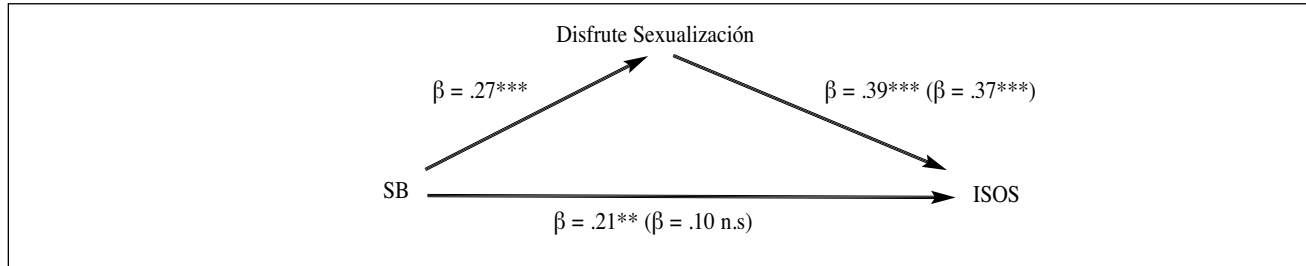 Disfrute Sexualización
β = .27***
β = .39*** (β = .37***)
SB
ISOS
β = .21** (β = .10 n.s)